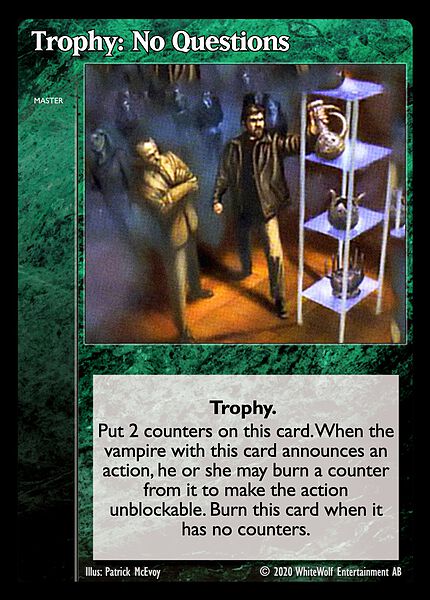 Trophy: No Questions
MASTER
Trophy.
Put 2 counters on this card.When the
vampire with this card announces an
action, he or she may burn a counter
from it to make the action
unblockable. Burn this card when it
has no counters.
Illus: Patrick McEvoy
© 2020 WhiteWolf Entertainment AB